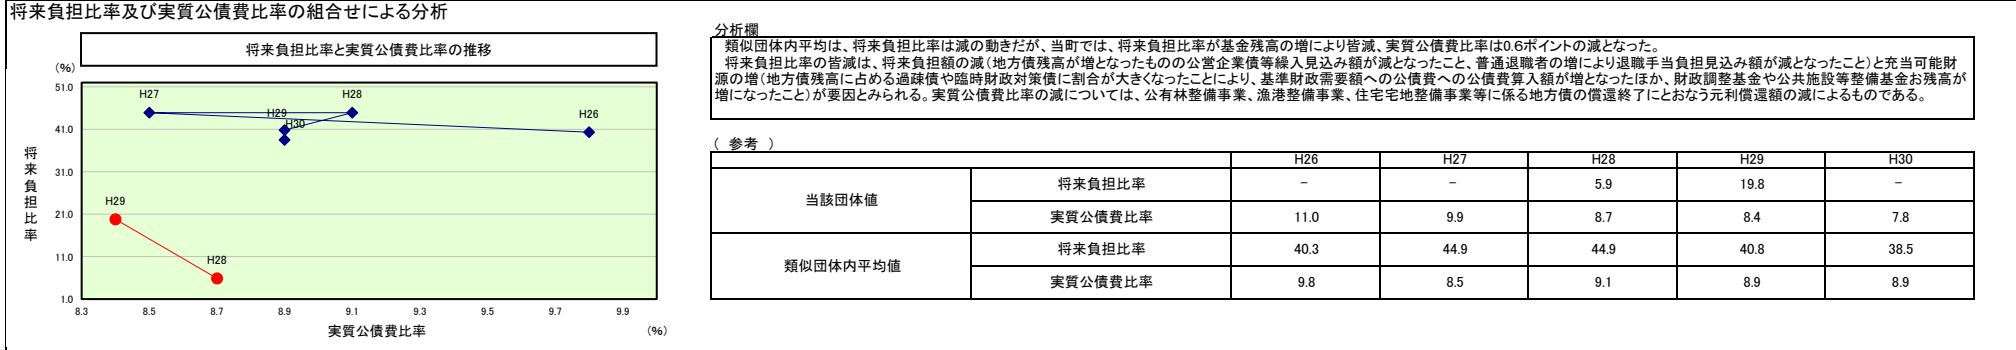 将来負担比率及び実質公債費比率の組合せによる分析
将来負担比率と実質公債費比率の推移
(%)
51.0
41.0
31.0
21.0
11.0
1.0
将来負担比率
H27
H28
H29
H30
H26
H29
H28
8.3 8.5 8.7 8.9 9.1 9.3 9.5 9.7 9.9
実質公債費比率
(%)
分析欄
類似団体内平均は、将来負担比率は減の動きだが、当町では、将来負担比率が基金残高の増により皆減、実質公債費比率は0.6ポイントの減となった。
将来負担比率の皆減は、将来負担額の減(地方債残高が増となったものの公営企業債等繰入見込み額が減となったこと、普通退職者の増により退職手当負担見込み額が減となったこと)と充当可能財
源の増(地方債残高に占める過疎債や臨時財政対策債に割合が大きくなったことにより、基準財政需要額への公債費への公債費算入額が増となったほか、財政調整基金や公共施設等整備基金お残高が
増になったこと)が要因とみられる。実質公債費比率の減については、公有林整備事業、漁港整備事業、住宅宅地整備事業等に係る地方債の償還終了にとおなう元利償還額の減によるものである。
( 参考 )
H26 H27 H28 H29 H30
当該団体値
将来負担比率 - - 5.9 19.8 -
実質公債費比率 11.0 9.9 8.7 8.4 7.8
類似団体内平均値
将来負担比率 40.3 44.9 44.9 40.8 38.5
実質公債費比率 9.8 8.5 9.1 8.9 8.9